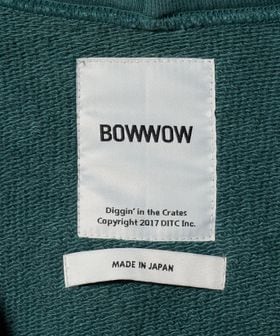 BOWWOW
Diggin' in the Crates
Copyright 2017 DITC Inc.
MADE IN JAPAN